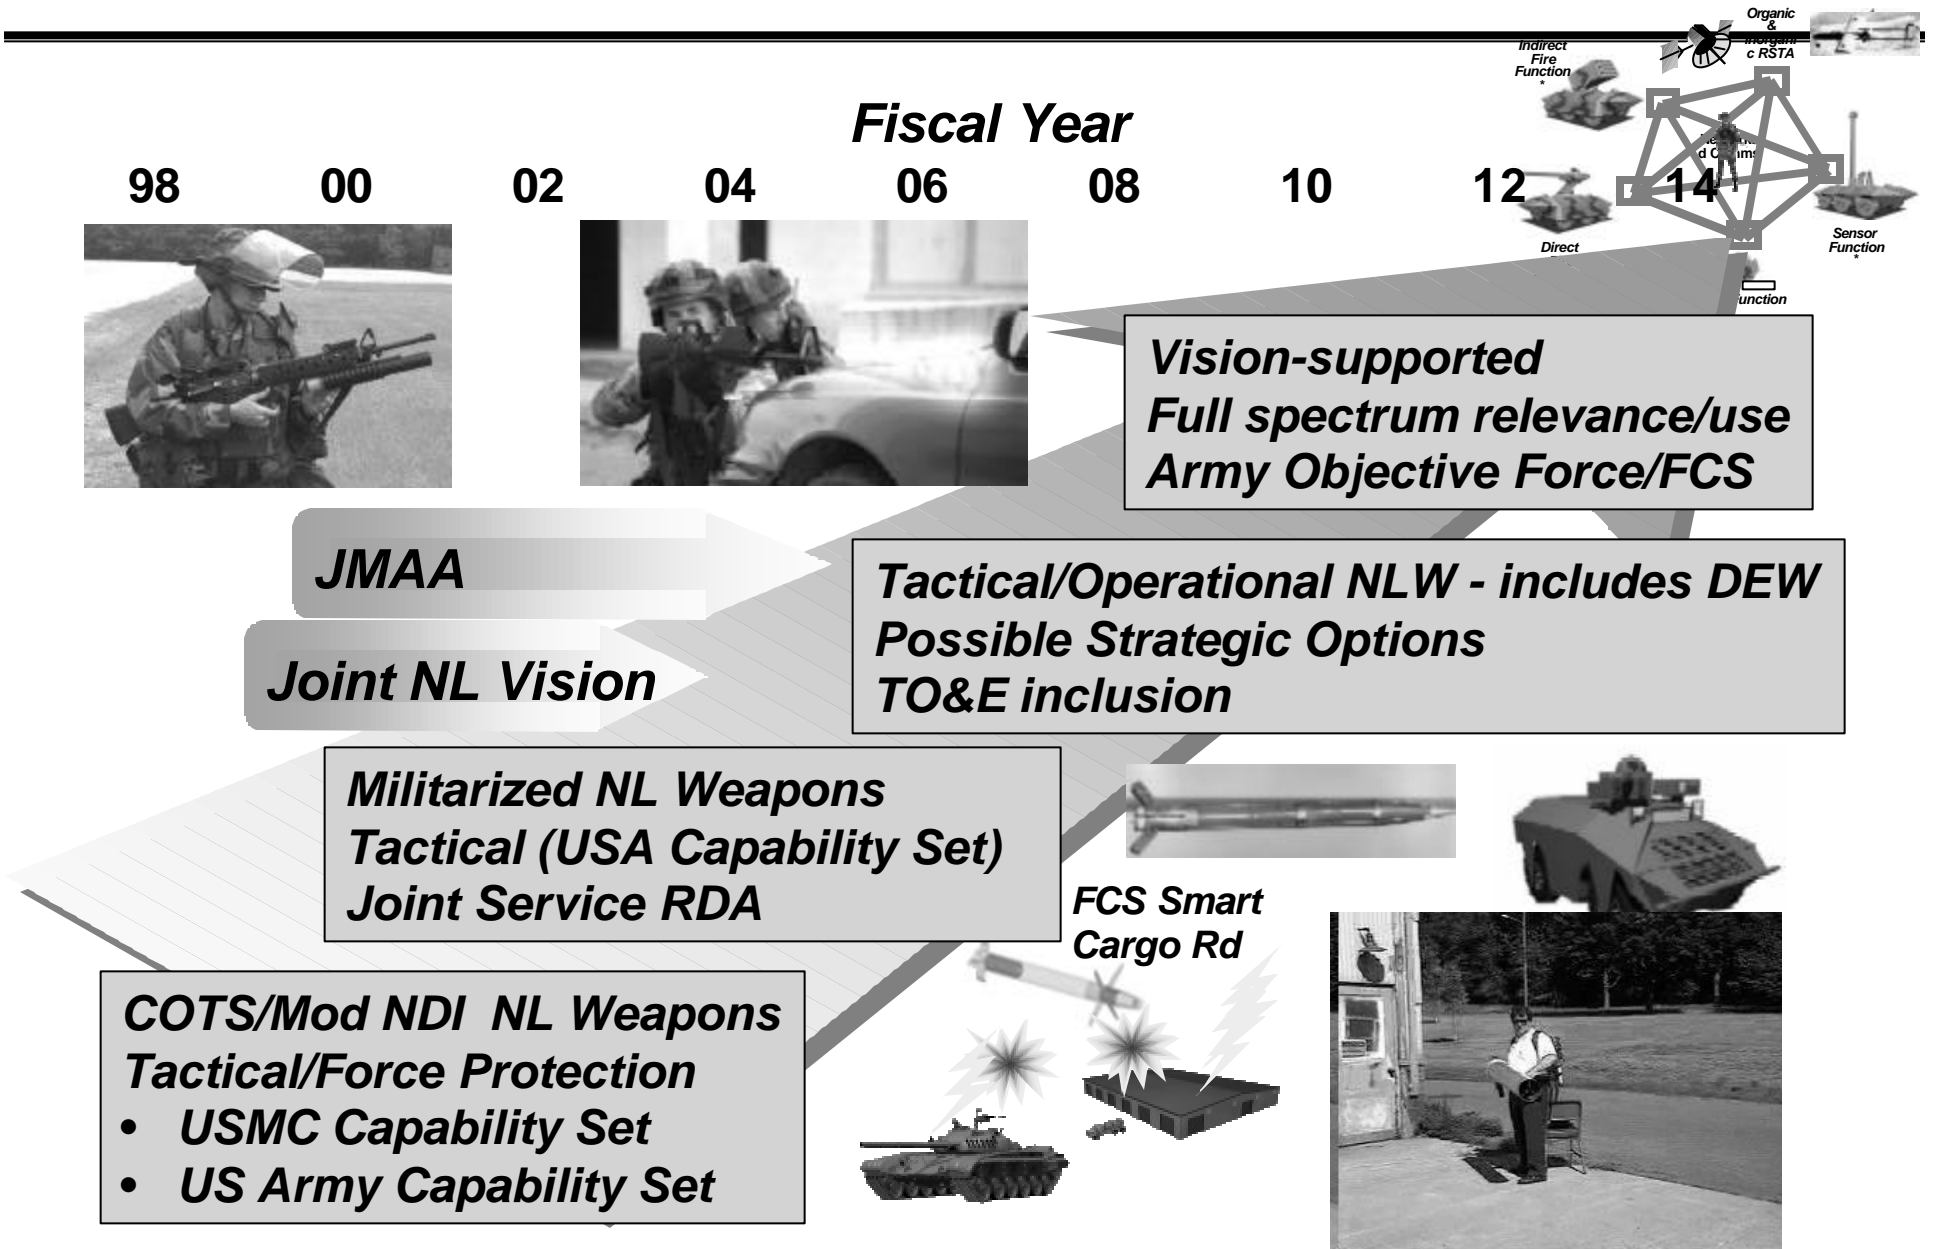 Organic
&
Inorgani
c RSTA
Indirect
Fire
Function
*
Fiscal Year
98 00 02 04 06 08 10 12 14
d C mms
Direct
Sensor
Function
*
unction
Vision-supported
Full spectrum relevance/use
Army Objective Force/FCS
JMAA
Tactical/Operational NLW - includes DEW
Possible Strategic Options
TO&E inclusion
Joint NL Vision
Militarized NL Weapons
Tactical (USA Capability Set)
Joint Service RDA
FCS Smart
Cargo Rd
COTS/Mod NDI NL Weapons
Tactical/Force Protection
• USMC Capability Set
• US Army Capability Set